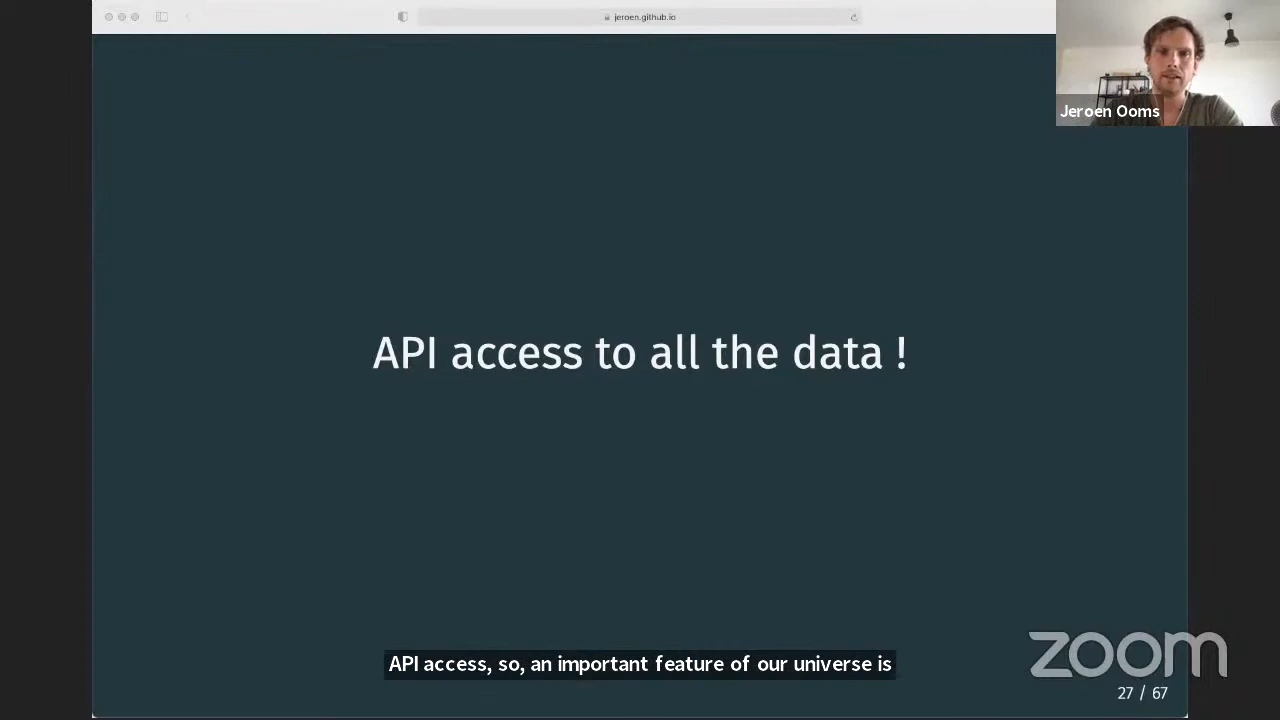 jeroen.github.io
Jeroen Ooms
API access to all the data !
API access, so, an important feature of our universe is
zoom
27 / 67